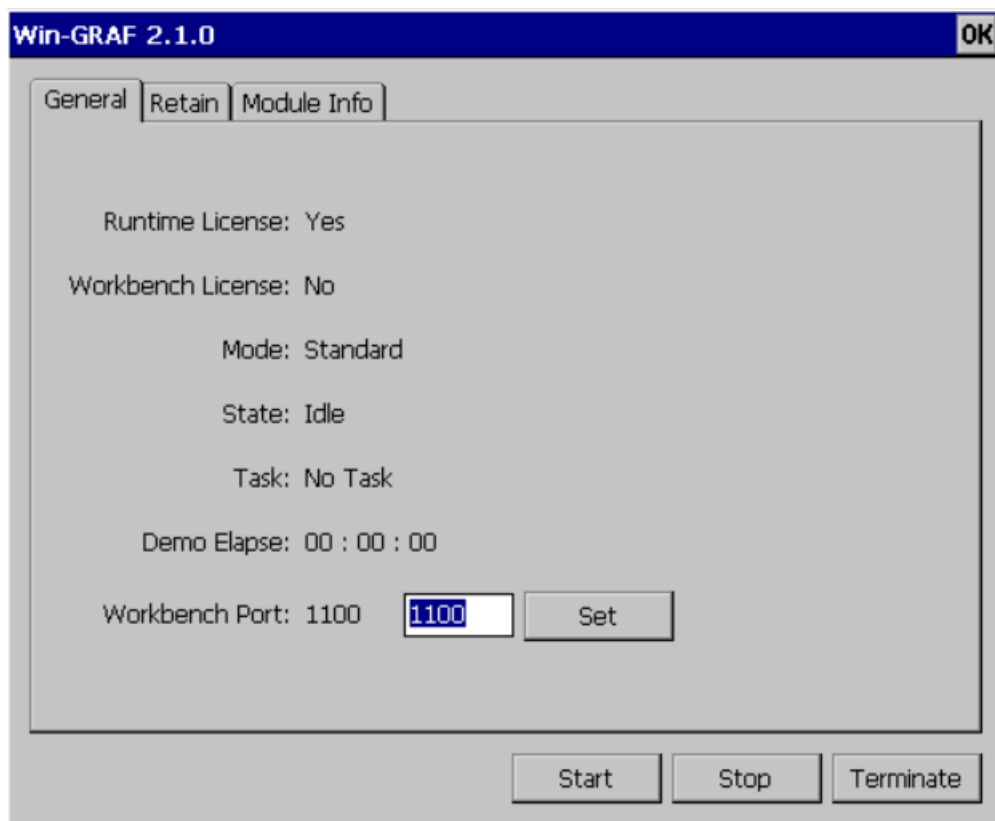 Win-GRAF 2.1.0 OK
General Retain Module Info
Runtime License: Yes
Workbench License: No
Mode: Standard
State: Idle
Task: No Task
Demo Elapse: 00 : 00 : 00
Workbench Port: 1100 1100 Set
Start Stop Terminate